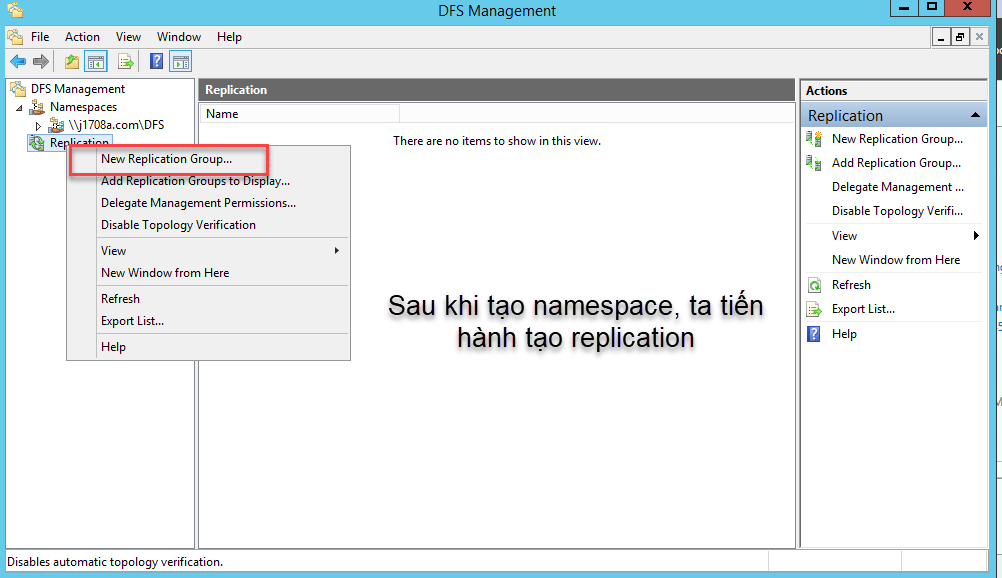 DFS Management
File Action View Window Help
DFS Management
Namespaces
\\j1708a.com\DFS
Replication
New Replication Group...
Add Replication Groups to Display...
Delegate Management Permissions...
Disable Topology Verification
View
New Window from Here
Refresh
Export List...
Help
Replication
Name
There are no items to show in this view.
Sau khi tạo namespace, ta tiến
hành tạo replication
Actions
Replication
New Replication Group...
Add Replication Group...
Delegate Management ...
Disable Topology Verifi...
View
New Window from Here
Refresh
Export List...
Help
Disables automatic topology verification.